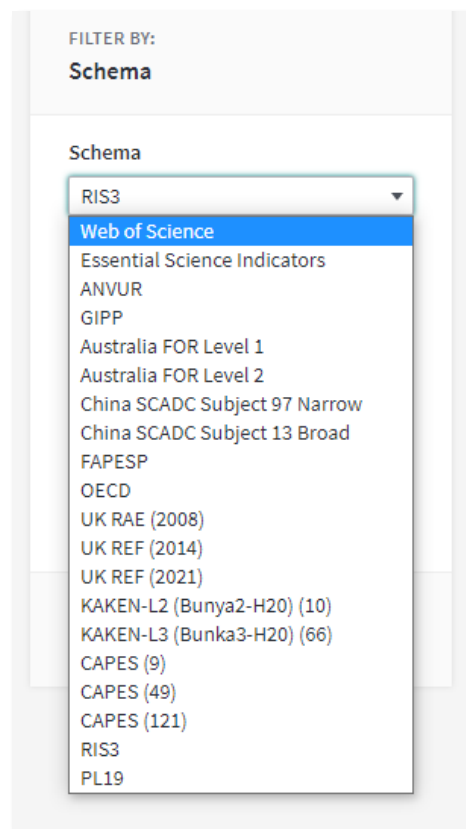 FILTER BY:
Schema
Schema
RIS3
Web of Science
Essential Science Indicators
ANVUR
GIPP
Australia FOR Level 1
Australia FOR Level 2
China SCADC Subject 97 Narrow
China SCADC Subject 13 Broad
FAPESP
OECD
UK RAE (2008)
UK REF (2014)
UK REF (2021)
KAKEN-L2 (Bunya2-H20) (10)
KAKEN-L3 (Bunka3-H20) (66)
CAPES (9)
CAPES (49)
CAPES (121)
RIS3
PL19